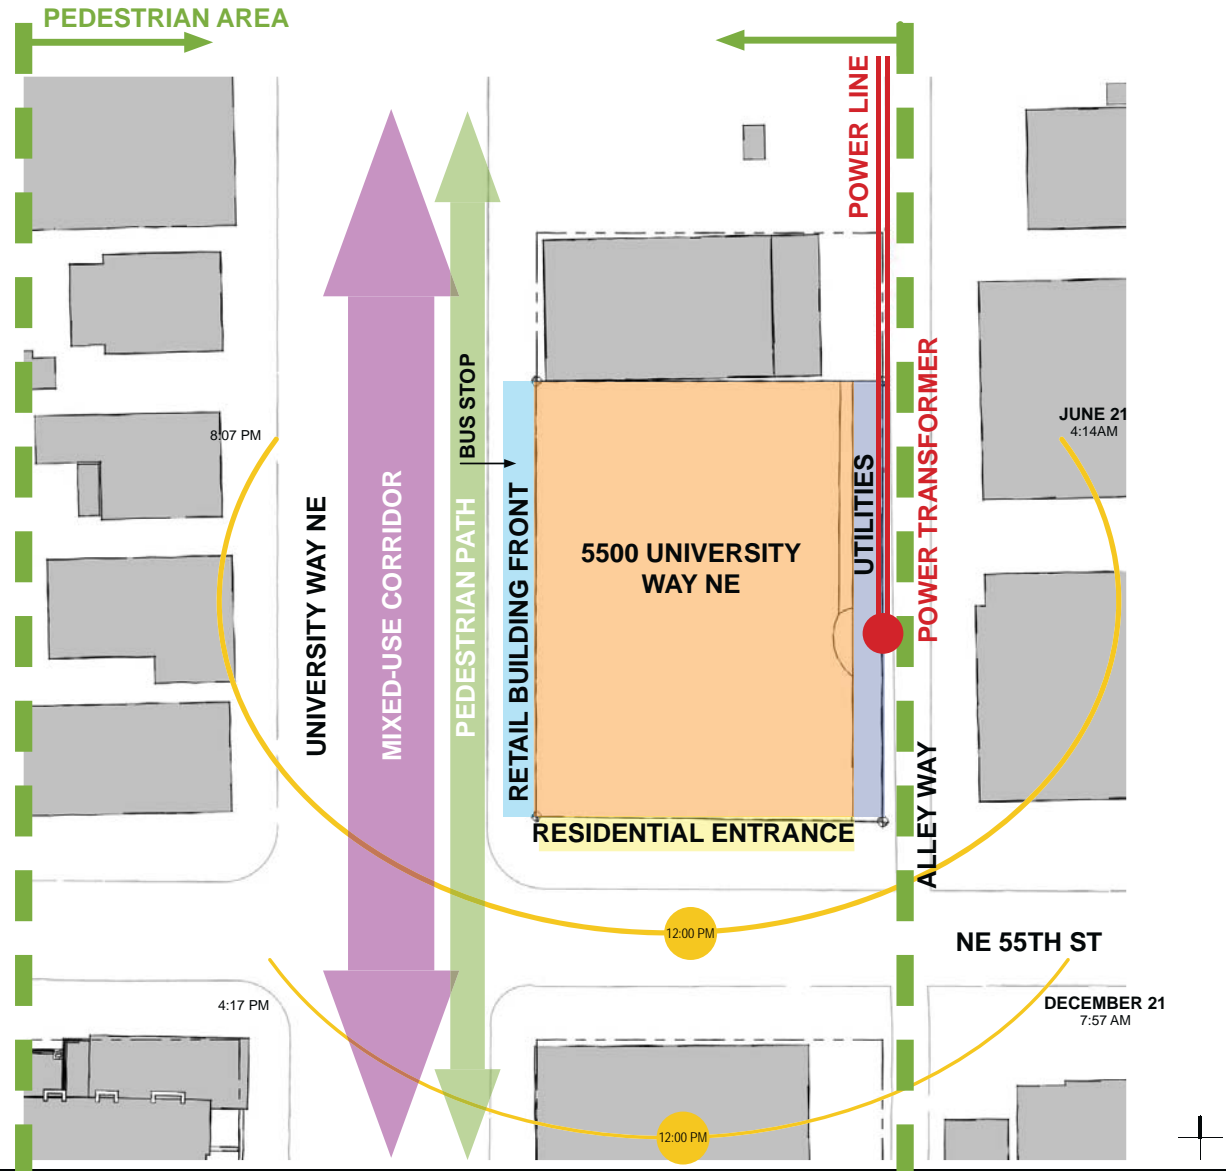 PEDESTRIAN AREA
POWER LINE
BUS STOP
POWER TRANSFORMER
JUNE 21
4:14AM
8:07 PM
UNIVERSITY WAY NE
MIXED-USE CORRIDOR
PEDESTRIAN PATH
RETAIL BUILDING FRONT
5500 UNIVERSITY
WAY NE
UTILITIES
RESIDENTIAL ENTRANCE
ALLEY WAY
12:00 PM
NE 55TH ST
4:17 PM
DECEMBER 21
7:57 AM
12:00 PM